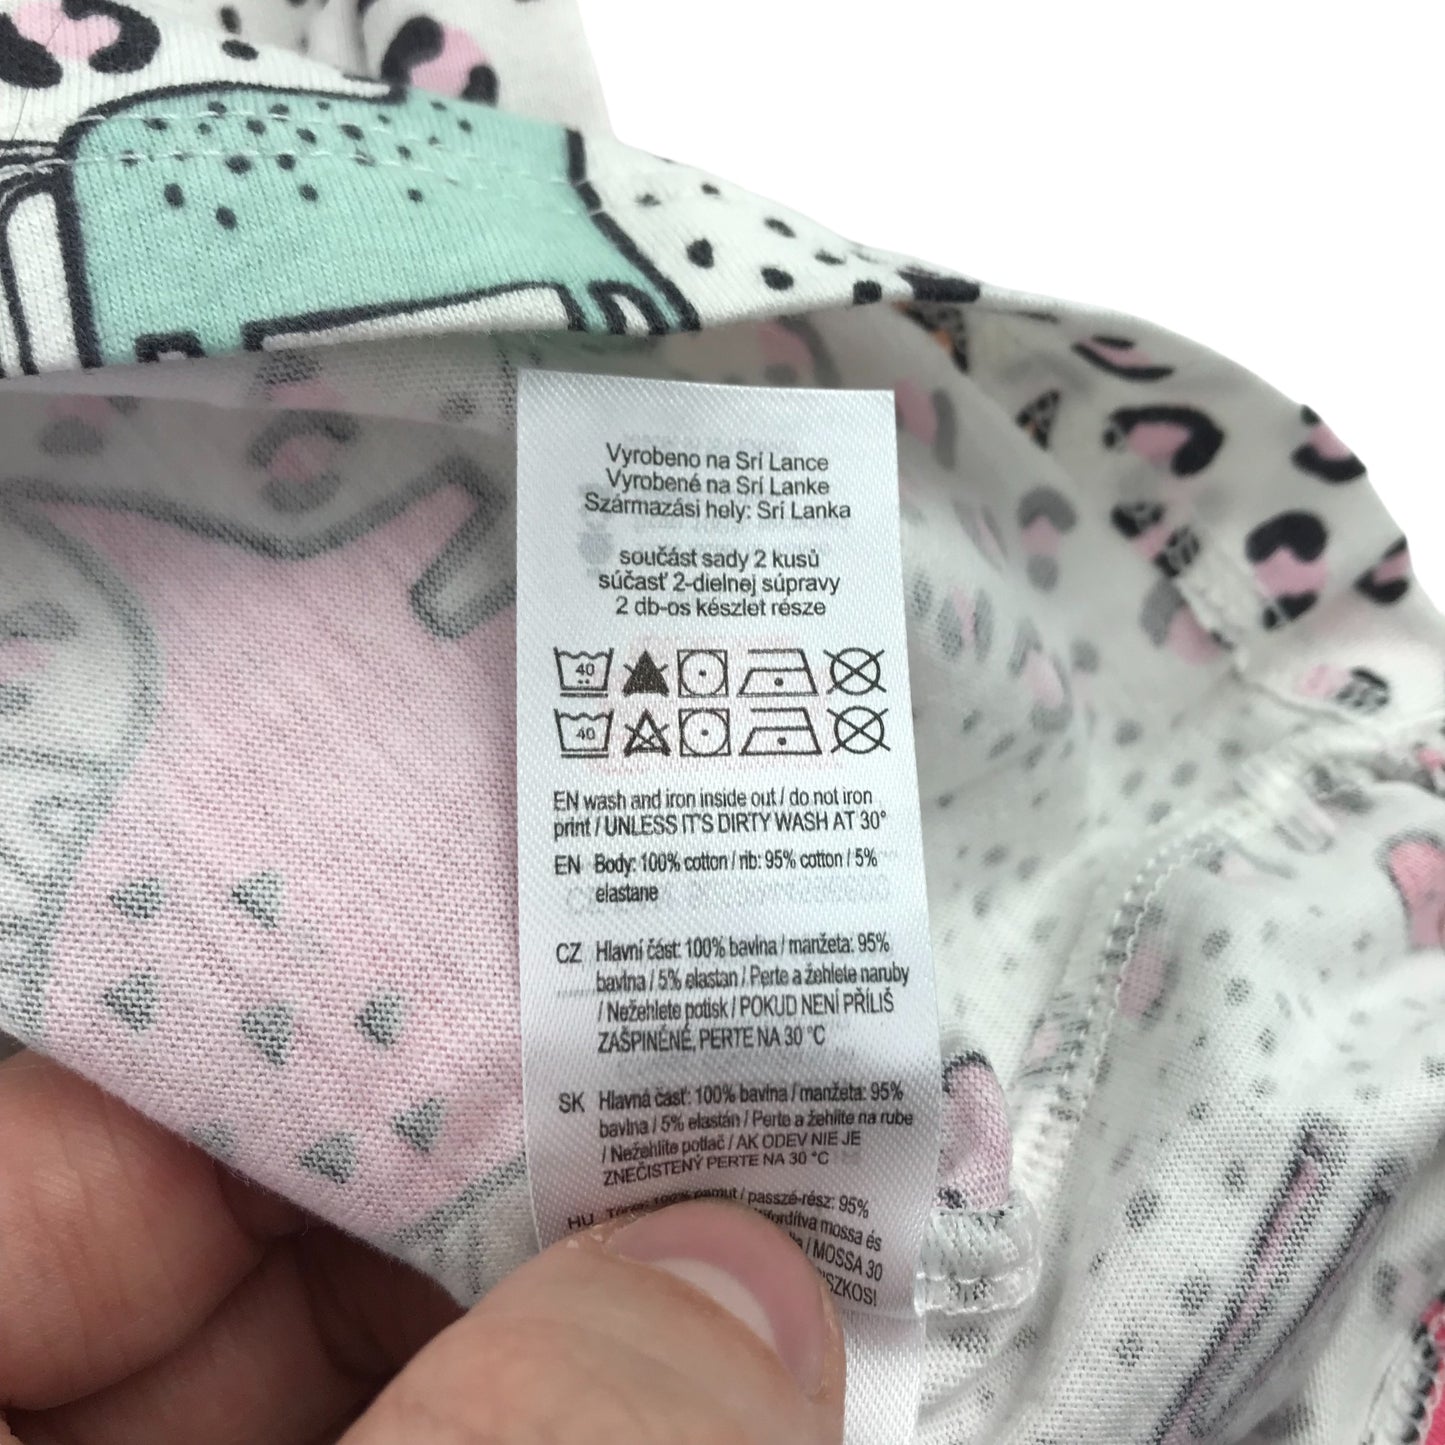 Vyrobeno na Srí Lance
Vyrobené na Srí Lanke
Származási hely: Srí Lanka
součást sady 2 kusů
súčasť 2-dielnej súpravy
2 db-os készlet része
40
40
EN wash and iron inside out / do not iron
print / UNLESS IT'S DIRTY WASH AT 30°
EN Body: 100% cotton / rib: 95% cotton / 5%
elastane
CZ Hlavní část: 100% bavlna / manžeta: 95%
bavlna / 5% elastan / Perte a žehlete naruby
/ Nežehlete potisk / POKUD NENÍ PŘÍLIŠ
ZAŠPINĚNÉ, PERTE NA 30 °C
SK Hlavná časť: 100% bavlna / manžeta: 95%
bavlna / 5% elastán / Perte a žehlite na rube
/ Nežehlite potlač / AK ODEV NIE JE
ZNEČISTENÝ PERTE NA 30 °C
HU 100% pamut / passzé-rész: 95%
mossa és
/ MOSSA 30